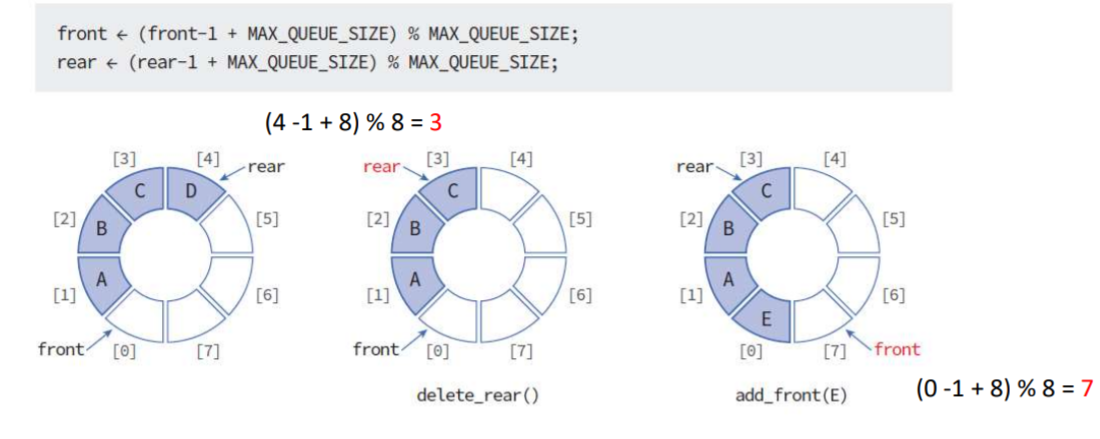 front ← (front-1 + MAX_QUEUE_SIZE) % MAX_QUEUE_SIZE;
rear ← (rear-1 + MAX_QUEUE_SIZE) % MAX_QUEUE_SIZE;
(4 -1 + 8) % 8 = 3
[3] [4] rear
C D
[2] B [5]
[1] A [6]
front [0] [7]
rear [3] [4]
C
[2] B [5]
[1] A [6]
front [0] [7]
delete_rear()
rear [3] [4]
C
[2] B [5]
[1] A [6]
E
[0] [7] front
add_front(E)
(0 -1 + 8) % 8 = 7